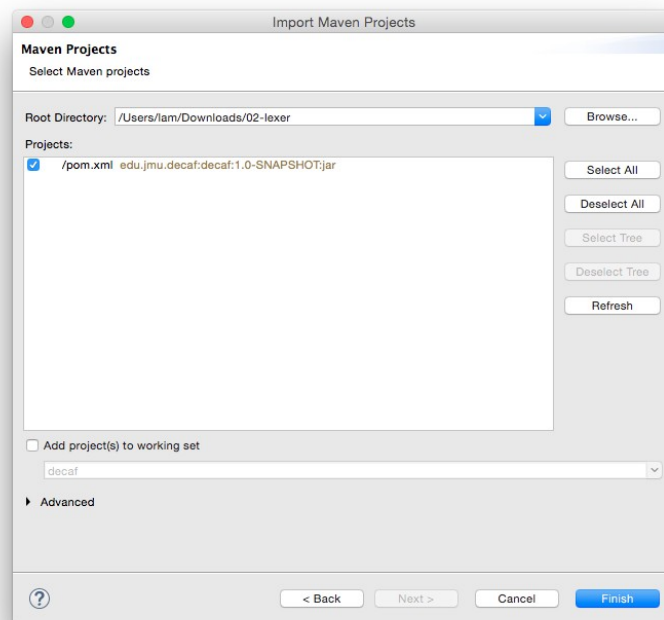 Import Maven Projects
Maven Projects
Select Maven projects
Root Directory: /Users/lam/Downloads/02-lexer Browse...
Projects:
/pom.xml edu.jmu.decaf:decaf:1.0-SNAPSHOT:jar
Select All
Deselect All
Select Tree
Deselect Tree
Refresh
Add project(s) to working set
decaf
Advanced
? < Back Next > Cancel Finish